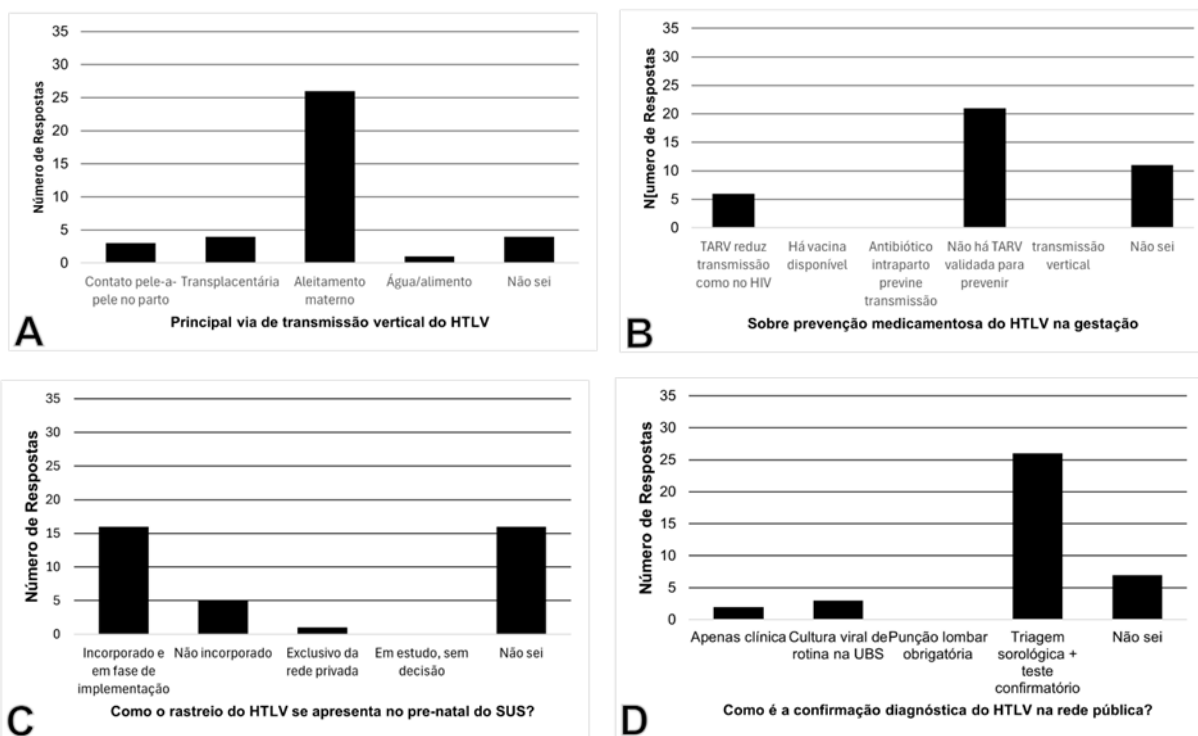 35
30
25
20
15
10
5
0
Número de Respostas
Contato pele-a-
pele no parto
Transplacentária
Aleitamento
materno
Água/alimento
Não sei
Principal via de transmissão vertical do HTLV
A
35
30
25
20
15
10
5
0
N[umero de Respostas
TARV reduz
transmissão
como no HIV
Há vacina
disponível
Antibiótico
intraparto
previne
transmissão
Não há TARV
validada para
prevenir
transmissão
vertical
Não sei
Sobre prevenção medicamentosa do HTLV na gestação
B
35
30
25
20
15
10
5
0
Número de Respostas
Incorporado e
em fase de
implementação
Não incorporado
Exclusivo da
rede privada
Em estudo, sem
decisão
Não sei
Como o rastreio do HTLV se apresenta no pre-natal do SUS?
C
35
30
25
20
15
10
5
0
Número de Respostas
Apenas clínica
Cultura viral de
rotina na UBS
Punção lombar
obrigatória
Triagem
sorológica +
teste
confirmatório
Não sei
Como é a confirmação diagnóstica do HTLV na rede pública?
D